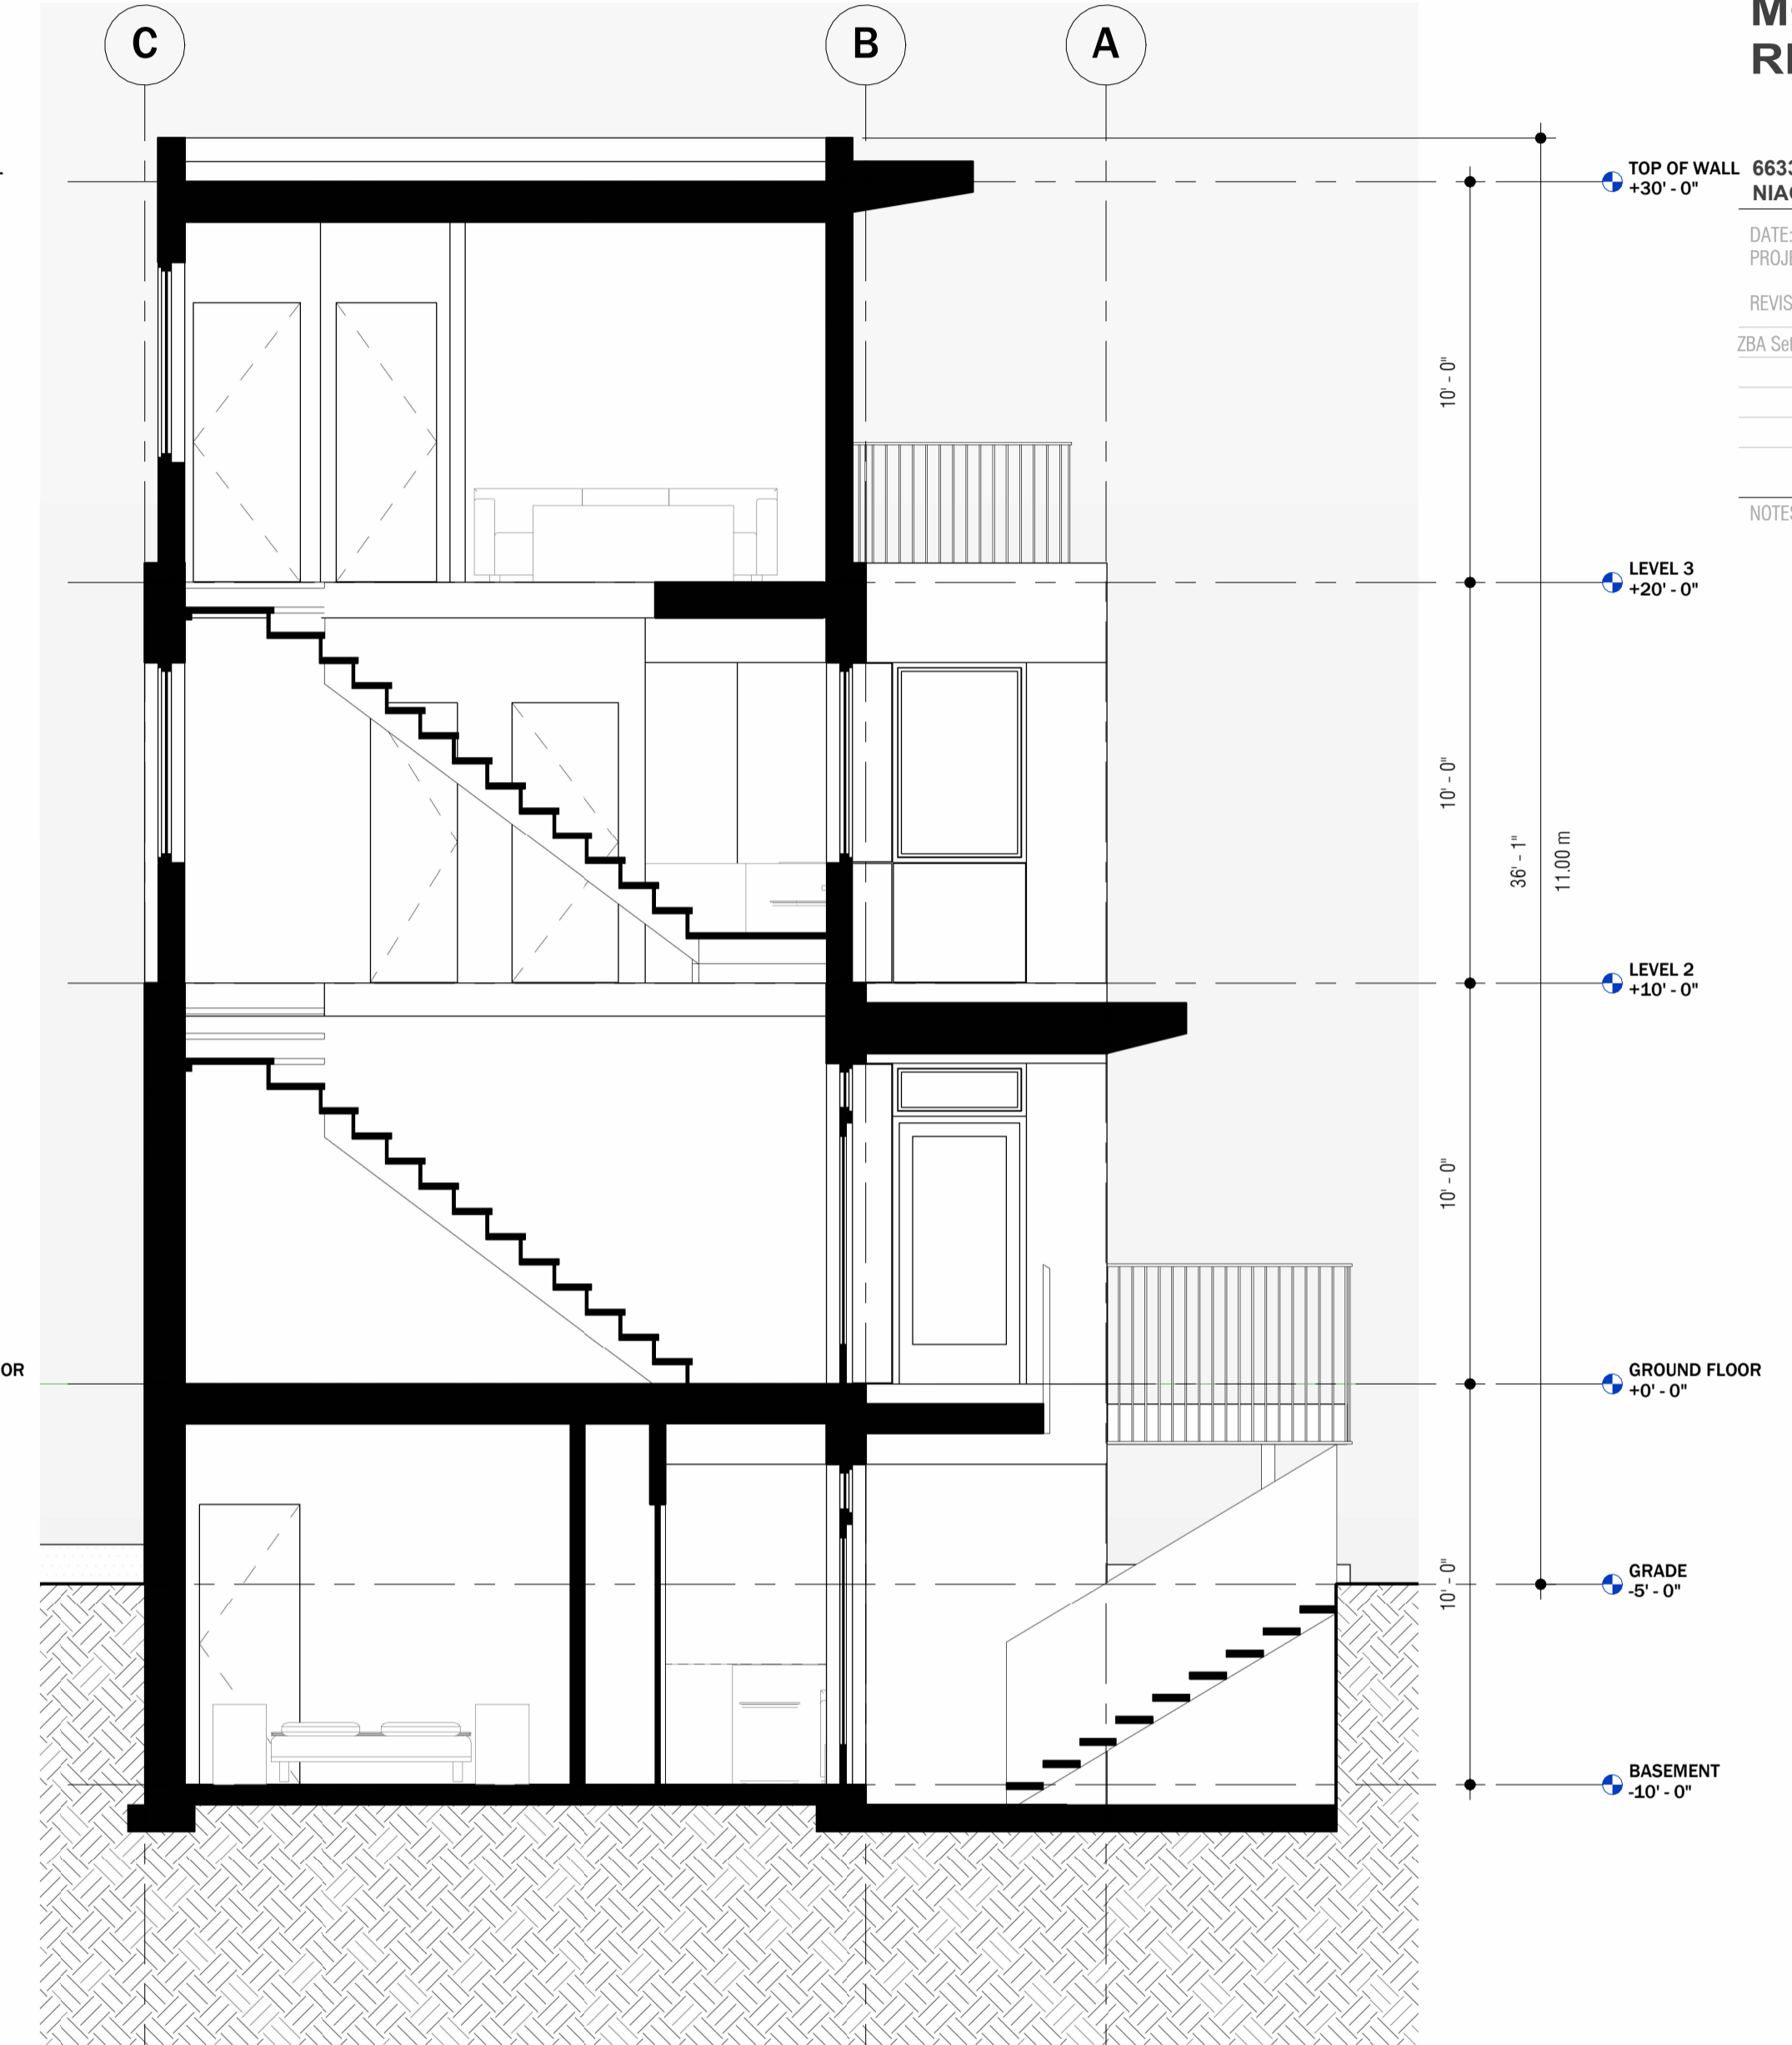 C
B
A
TOP OF WALL
+30' - 0"
DATE:
ZBA Set
10' - 0"
LEVEL 3
+20' - 0"
10' - 0"
36' - 1"
11.00 m
LEVEL 2
+10' - 0"
10' - 0"
OR
GROUND FLOOR
+0' - 0"
10' - 0"
GRADE
-5' - 0"
BASEMENT
-10' - 0"